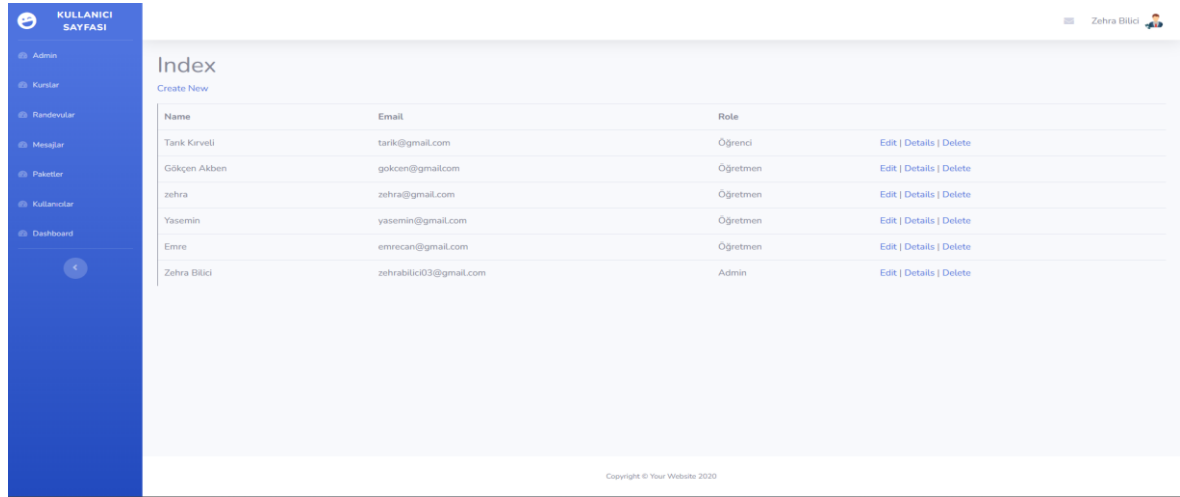 KULLANICI
SAYFASI
Zehra Bilici
Admin
Kurslar
Randevular
Mesajlar
Paketler
Kullanıcılar
Dashboard
Index
Create New
Name Email Role
Tarık Kırveli tarik@gmail.com Öğrenci Edit | Details | Delete
Gökçen Akben gokcen@gmailcom Öğretmen Edit | Details | Delete
zehra zehra@gmail.com Öğretmen Edit | Details | Delete
Yasemin yasemin@gmail.com Öğretmen Edit | Details | Delete
Emre emrecan@gmail.com Öğretmen Edit | Details | Delete
Zehra Bilici zehrabilici03@gmail.com Admin Edit | Details | Delete
Copyright © Your Website 2020